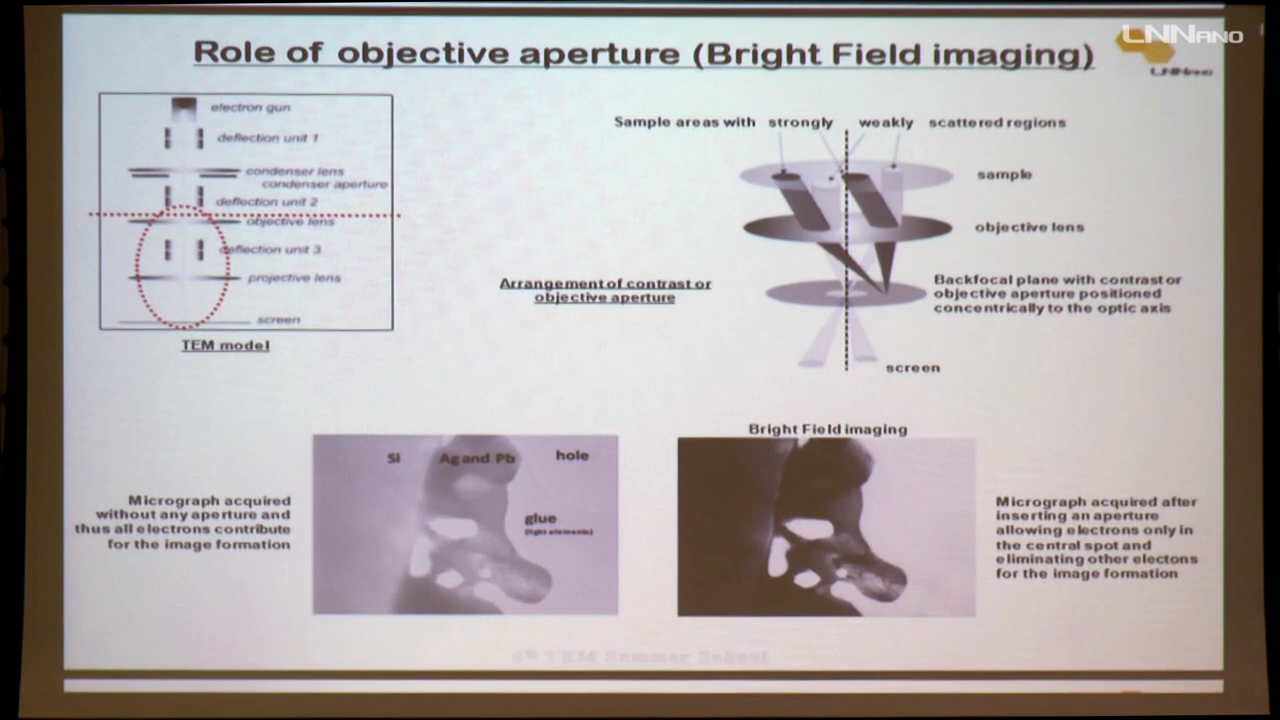 LNNANO
LNNano
Role of objective aperture (Bright Field imaging)
electron gun
deflection unit 1
condenser lens
condenser aperture
deflection unit 2
objective lens
deflection unit 3
projective lens
screen
TEM model
Sample areas with strongly weakly scattered regions
sample
objective lens
Arrangement of contrast or
objective aperture
Backfocal plane with contrast or
objective aperture positioned
concentrically to the optic axis
screen
Micrograph acquired
without any aperture and
thus all electrons contribute
for the image formation
Si
Ag and Pb
hole
glue
(light elements)
Bright Field imaging
Micrograph acquired after
inserting an aperture
allowing electrons only in
the central spot and
eliminating other electons
for the image formation
6th TEM Summer School